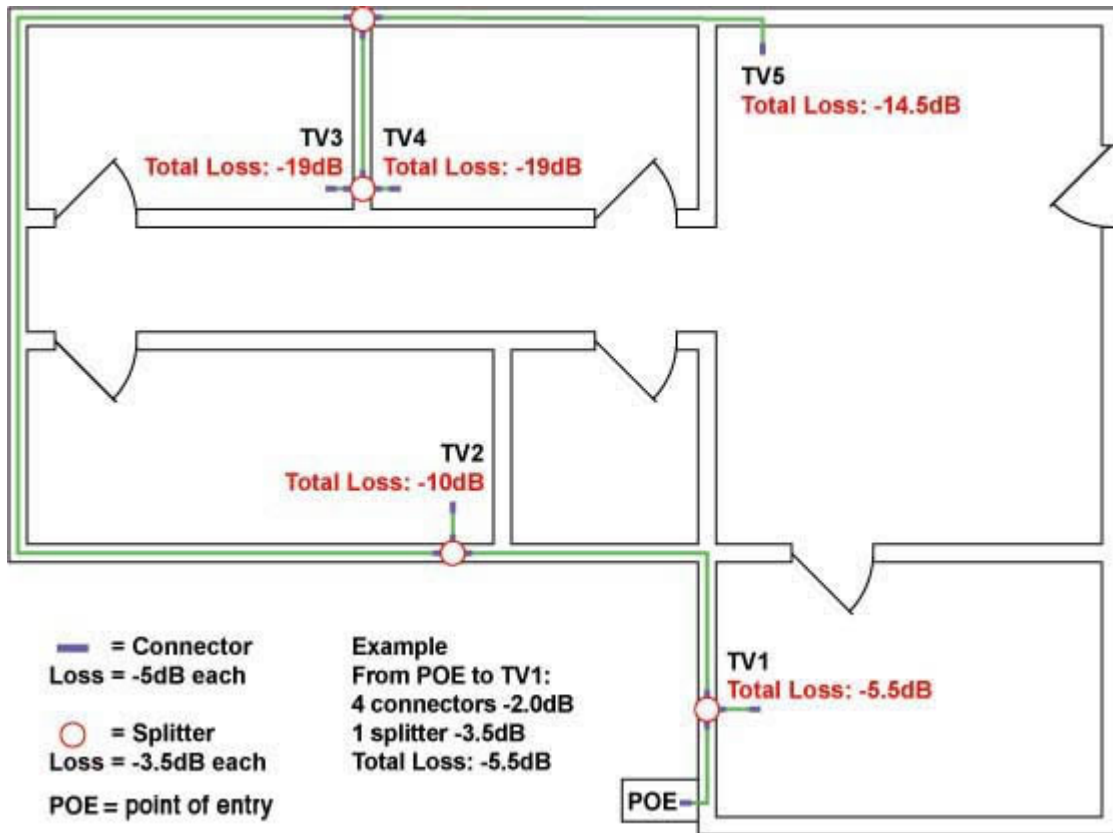 TV5
Total Loss: -14.5dB
TV3
Total Loss: -19dB
TV4
Total Loss: -19dB
TV2
Total Loss: -10dB
= Connector
Loss = -5dB each
= Splitter
Loss = -3.5dB each
POE = point of entry
Example
From POE to TV1:
4 connectors -2.0dB
1 splitter -3.5dB
Total Loss: -5.5dB
TV1
Total Loss: -5.5dB
POE